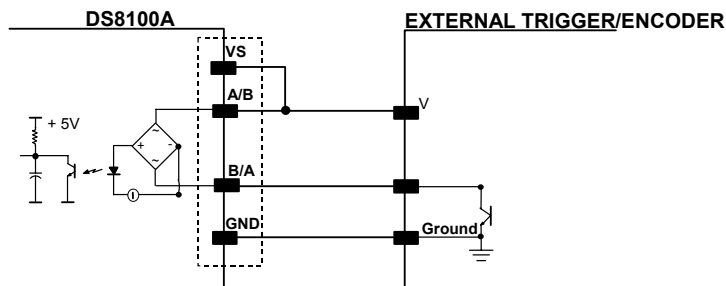 DS8100A
EXTERNAL TRIGGER/ENCODER
VS
A/B
V
+ 5V
+
~
-
~
I
B/A
GND
Ground